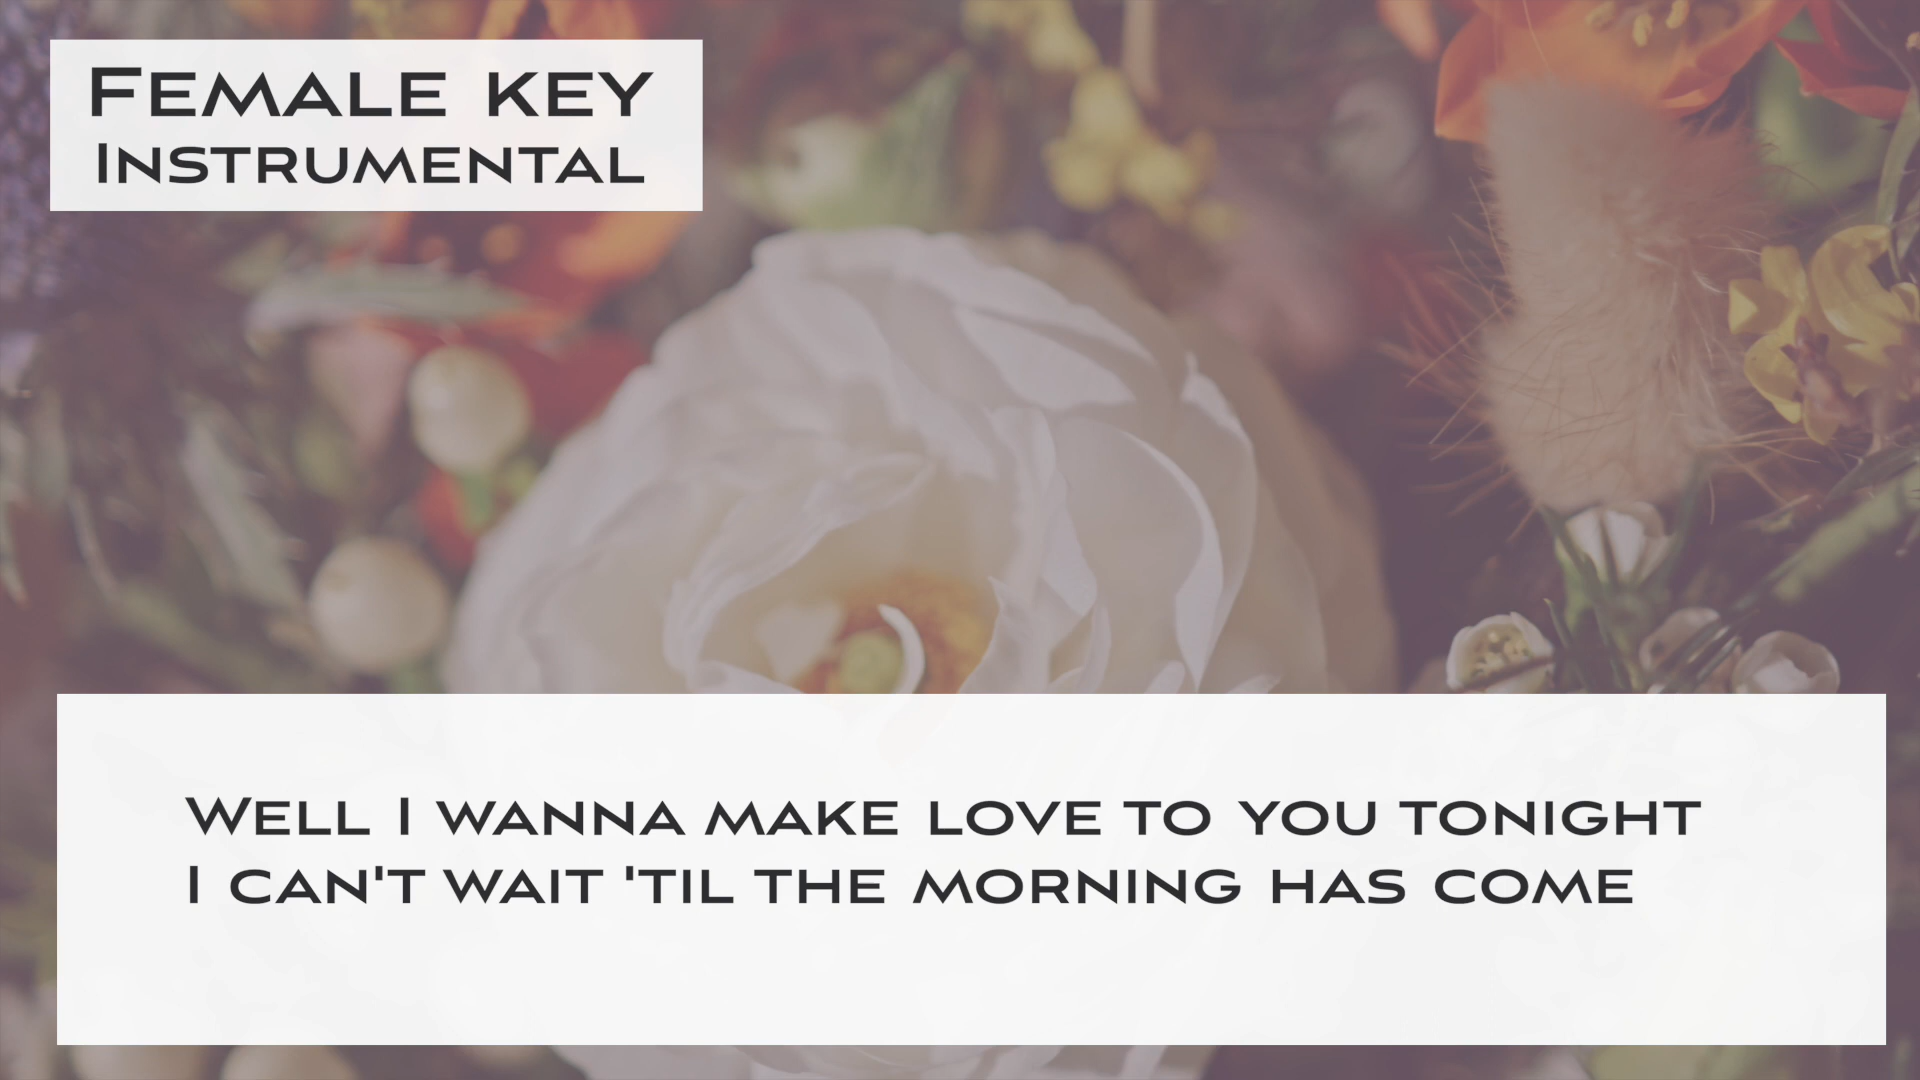 Female key
Instrumental
Well I wanna make love to you tonight
I can't wait 'til the morning has come